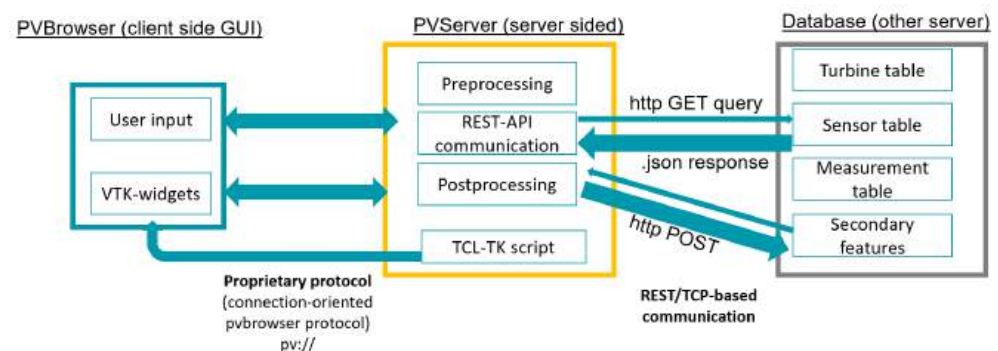 PVBrowser (client side GUI)
User input
VTK-widgets
PVServer (server sided)
Preprocessing
REST-API
communication
Postprocessing
TCL-TK script
Database (other server)
Turbine table
Sensor table
Measurement
table
Secondary
features
http GET query
.json response
http POST
Proprietary protocol
(connection-oriented
pvbrowser protocol)
pv://
REST/TCP-based
communication